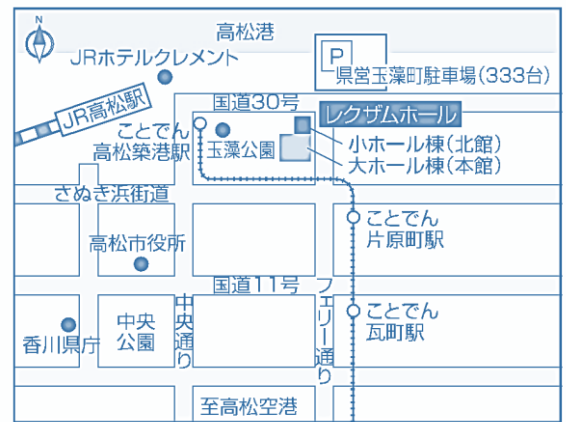 N
高松港
JRホテルクレメント
P
県営玉藻町駐車場(333台)
JR高松駅
国道30号
レクザムホール
ことでん
高松築港駅
玉藻公園
小ホール棟(北館)
大ホール棟(本館)
さぬき浜街道
ことでん
片原町駅
高松市役所
国道11号
フェリー通り
中央通り
ことでん
瓦町駅
香川県庁
中央
公園
至高松空港